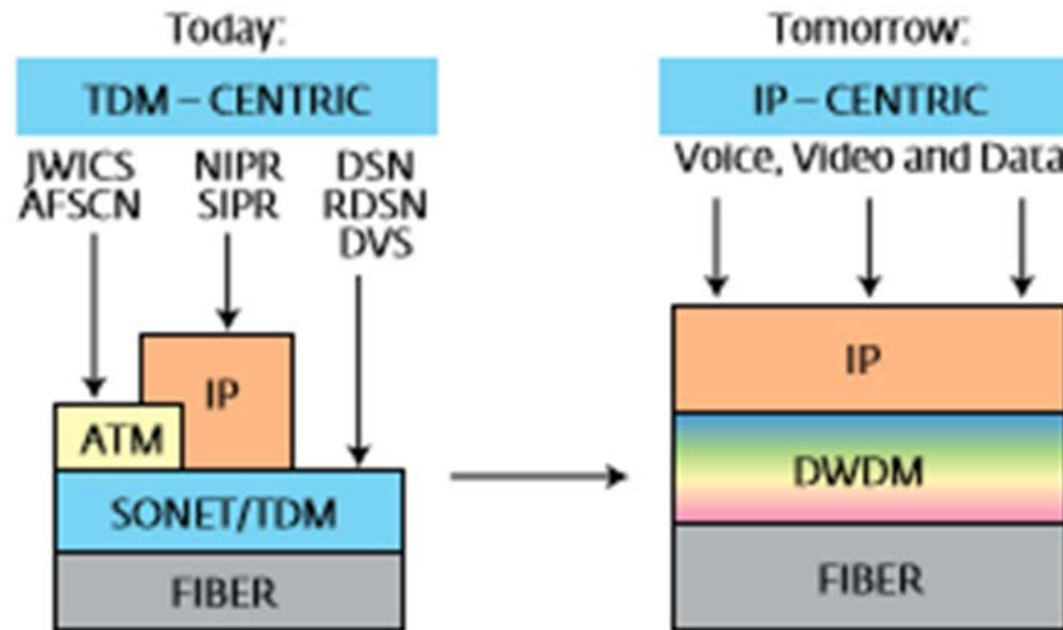 Today:
TDM – CENTRIC
JWICS
AFSCN
NIPR
SIPR
DSN
RDSN
DVS
IP
ATM
SONET/TDM
FIBER
Tomorrow:
IP – CENTRIC
Voice, Video and Data
IP
DWDM
FIBER